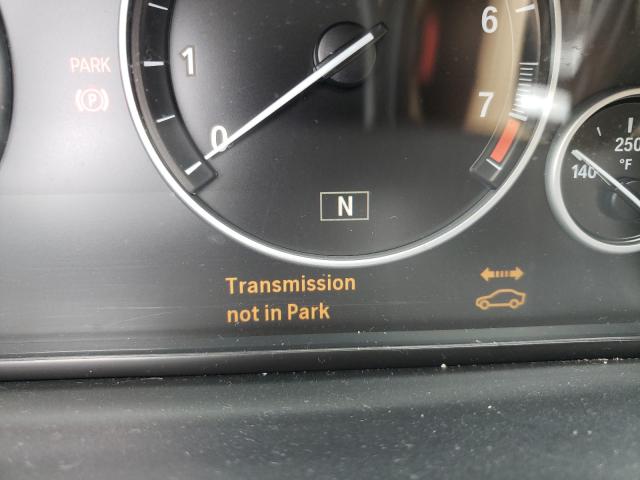 6
PARK
1
(P)
7
0
250
°F
140
N
Transmission
not in Park